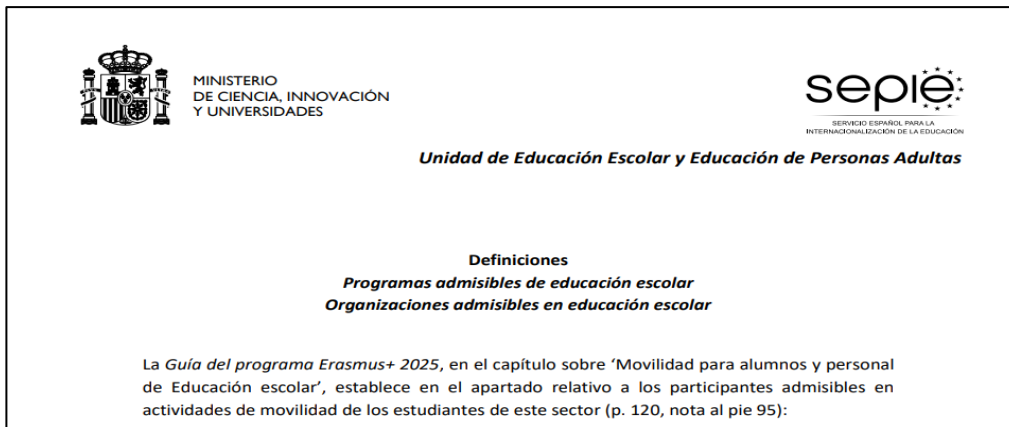 MINISTERIO
DE CIENCIA, INNOVACIÓN
Y UNIVERSIDADES
sepie
SERVICIO ESPAÑOL PARA LA
INTERNACIONALIZACIÓN DE LA EDUCACIÓN
Unidad de Educación Escolar y Educación de Personas Adultas
Definiciones
Programas admisibles de educación escolar
Organizaciones admisibles en educación escolar
La Guía del programa Erasmus+ 2025, en el capítulo sobre ‘Movilidad para alumnos y personal
de Educación escolar’, establece en el apartado relativo a los participantes admisibles en
actividades de movilidad de los estudiantes de este sector (p. 120, nota al pie 95):